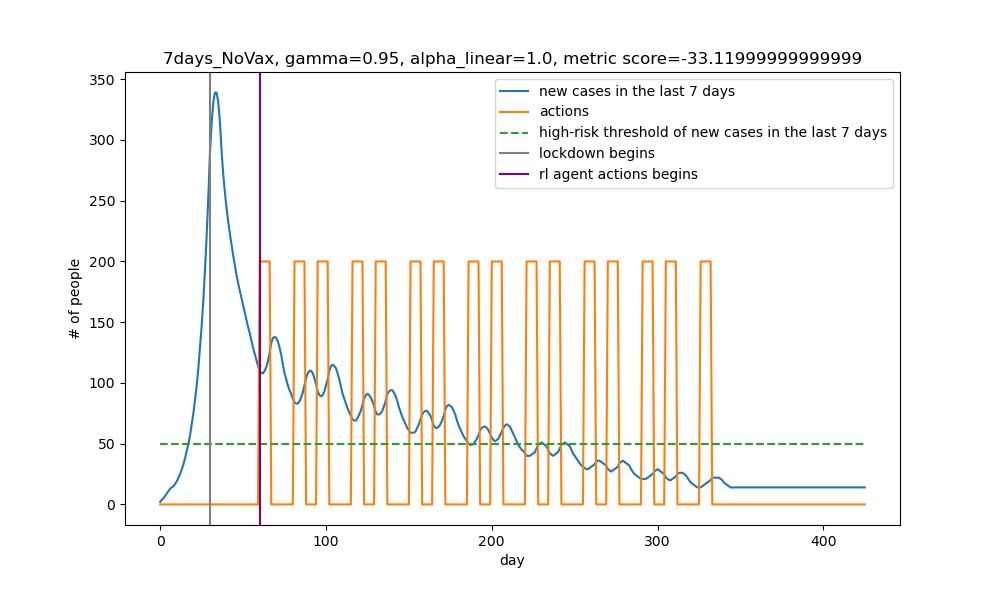 7days_NoVax, gamma=0.95, alpha_linear=1.0, metric score=-33.11999999999999
new cases in the last 7 days
actions
high-risk threshold of new cases in the last 7 days
lockdown begins
rl agent actions begins
350
300
250
200
150
100
50
0
# of people
0 100 200 300 400
day